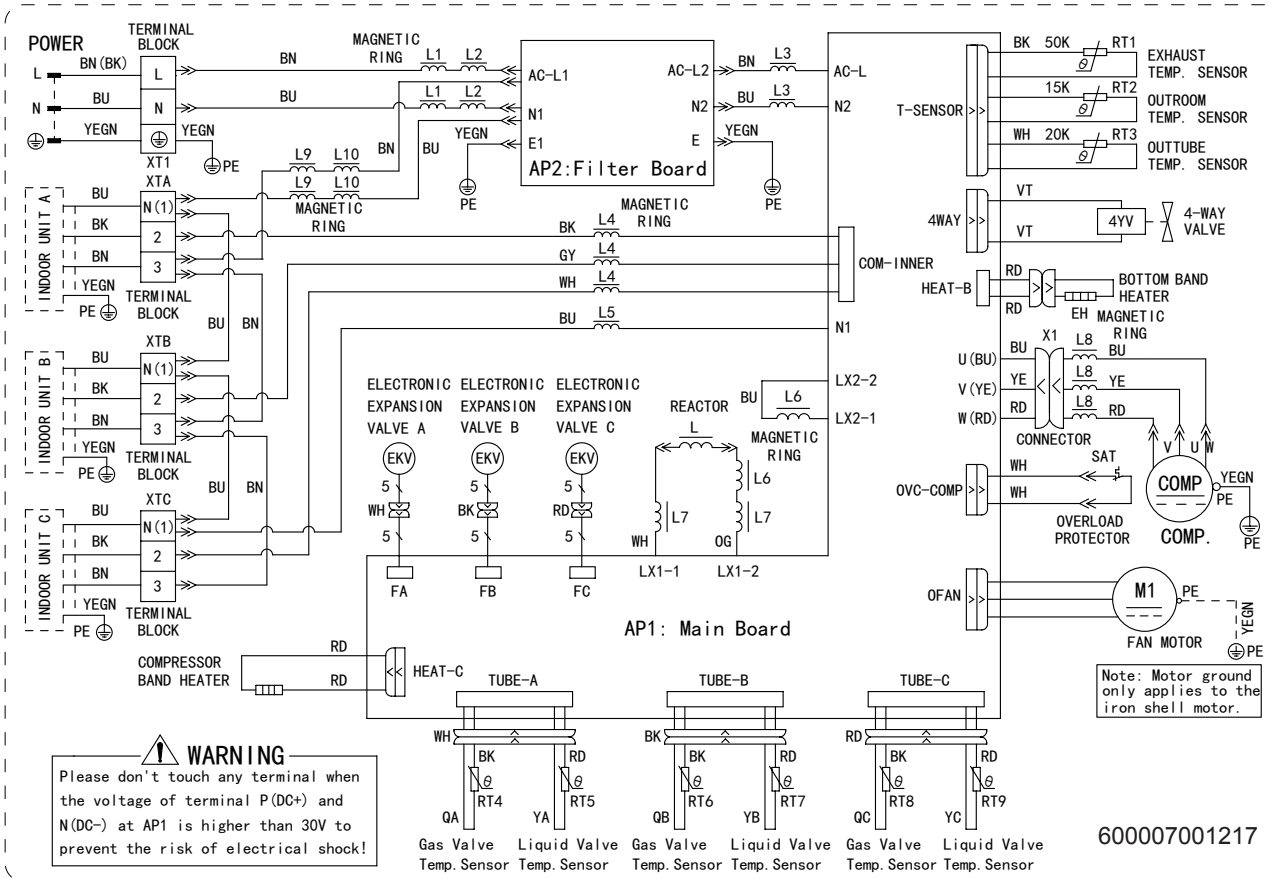 POWER
TERMINAL
BLOCK
L
BN(BK)
L
BN
MAGNETIC
RING
L1
L2
AC-L1
N
BU
N
BU
L1
L2
N1
YEGN
YEGN
PE
XT1
YEGN
E1
PE
AP2:Filter Board
AC-L2
BN
L3
AC-L
N2
BU
L3
N2
E
YEGN
PE
BN
BU
L9
L10
L9
L10
MAGNETIC
RING
INDOOR UNIT A
BU
BK
BN
YEGN
PE
XTA
N(1)
2
3
TERMINAL
BLOCK
MAGNETIC
RING
BK
L4
GY
L4
WH
L4
COM-INNER
BU
L5
N1
BU
BN
INDOOR UNIT B
BU
BK
BN
YEGN
PE
XTB
N(1)
2
3
TERMINAL
BLOCK
BU
BN
INDOOR UNIT C
BU
BK
BN
YEGN
PE
XTC
N(1)
2
3
TERMINAL
BLOCK
ELECTRONIC
EXPANSION
VALVE A
EKV
5
WH
5
FA
ELECTRONIC
EXPANSION
VALVE B
EKV
5
BK
5
FB
ELECTRONIC
EXPANSION
VALVE C
EKV
5
RD
5
FC
REACTOR
L
L6
L7
L7
WH
OG
LX1-1
LX1-2
BU
L6
LX2-2
LX2-1
MAGNETIC
RING
AP1: Main Board
T-SENSOR
BK
50K
RT1
θ
EXHAUST
TEMP. SENSOR
15K
RT2
θ
OUTROOM
TEMP. SENSOR
WH
20K
RT3
θ
OUTTUBE
TEMP. SENSOR
4WAY
VT
VT
4YV
4-WAY
VALVE
HEAT-B
RD
RD
EH
BOTTOM BAND
HEATER
MAGNETIC
RING
X1
U(BU)
BU
L8
BU
V(YE)
YE
L8
YE
W(RD)
RD
L8
RD
CONNECTOR
V
U
W
COMP
YEGN
PE
PE
COMP.
OVC-COMP
WH
WH
SAT
OVERLOAD
PROTECTOR
OFAN
M1
PE
YEGN
PE
FAN MOTOR
Note: Motor ground
only applies to the
iron shell motor.
COMPRESSOR
BAND HEATER
RD
RD
HEAT-C
TUBE-A
WH
BK
RD
θ
θ
RT4
RT5
QA
YA
Gas Valve
Temp.Sensor
Liquid Valve
Temp.Sensor
TUBE-B
BK
BK
RD
θ
θ
RT6
RT7
QB
YB
Gas Valve
Temp.Sensor
Liquid Valve
Temp.Sensor
TUBE-C
RD
BK
RD
θ
θ
RT8
RT9
QC
YC
Gas Valve
Temp.Sensor
Liquid Valve
Temp.Sensor
WARNING
Please don't touch any terminal when
the voltage of terminal P(DC+) and
N(DC-) at AP1 is higher than 30V to
prevent the risk of electrical shock!
600007001217